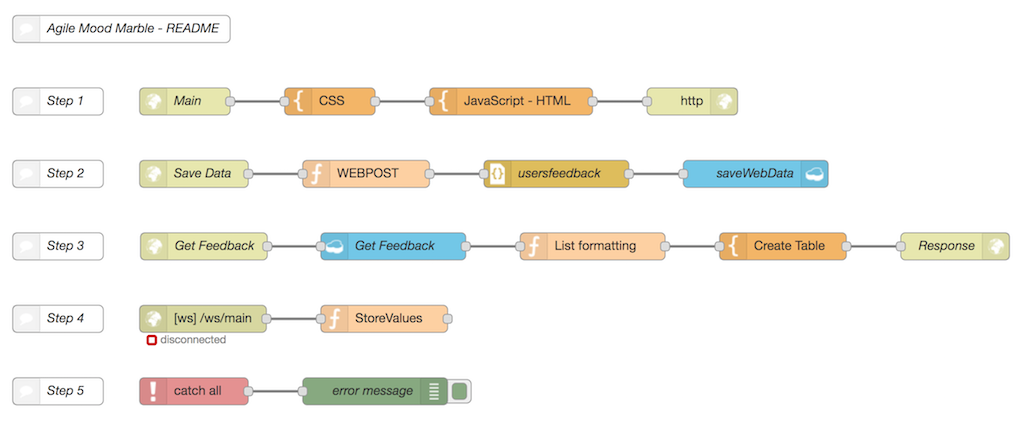 Agile Mood Marble - README
Step 1
Main
CSS
JavaScript - HTML
http
Step 2
Save Data
WEBPOST
usersfeedback
saveWebData
Step 3
Get Feedback
Get Feedback
List formatting
Create Table
Response
Step 4
[ws] /ws/main
StoreValues
disconnected
Step 5
catch all
error message